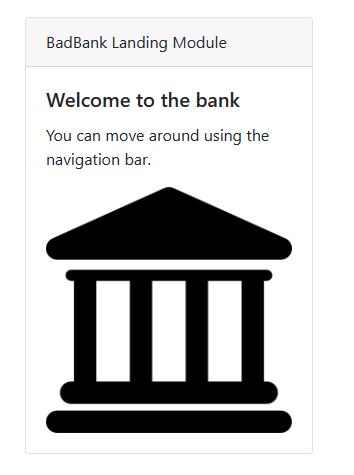 BadBank Landing Module
Welcome to the bank
You can move around using the
navigation bar.